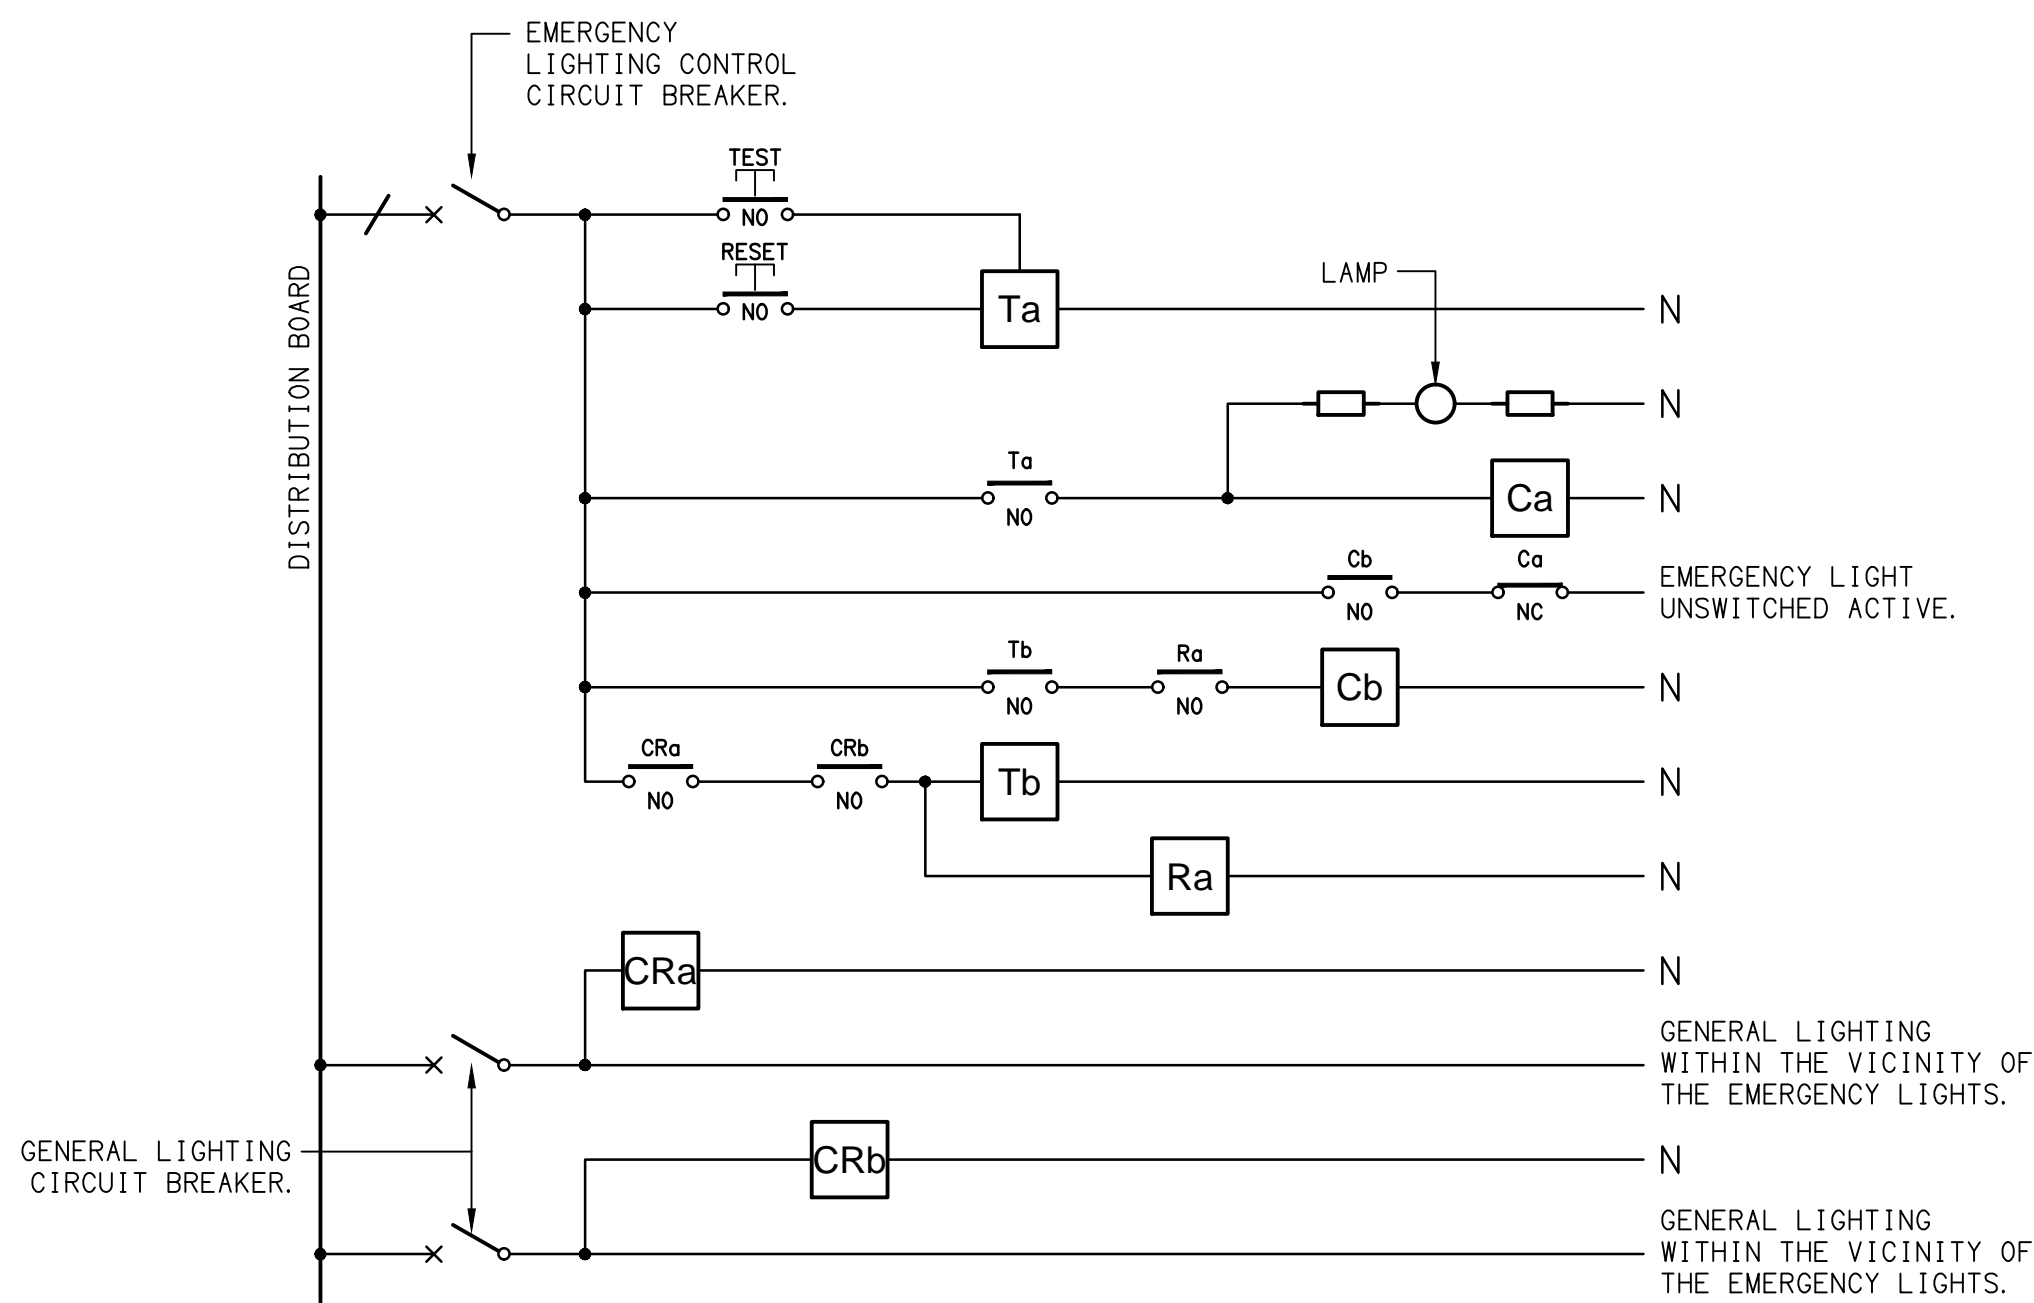 EMERGENCY
LIGHTING CONTROL
CIRCUIT BREAKER.
TEST
NO
RESET
NO
Ta
N
LAMP
N
DISTRIBUTION BOARD
Ta
NO
Ca
N
Cb
NO
Ca
NC
EMERGENCY LIGHT
UNSWITCHED ACTIVE.
Tb
NO
Ra
NO
Cb
N
CRa
NO
CRb
NO
Tb
N
Ra
N
CRa
N
GENERAL LIGHTING
WITHIN THE VICINITY OF
THE EMERGENCY LIGHTS.
GENERAL LIGHTING
CIRCUIT BREAKER.
CRb
N
GENERAL LIGHTING
WITHIN THE VICINITY OF
THE EMERGENCY LIGHTS.